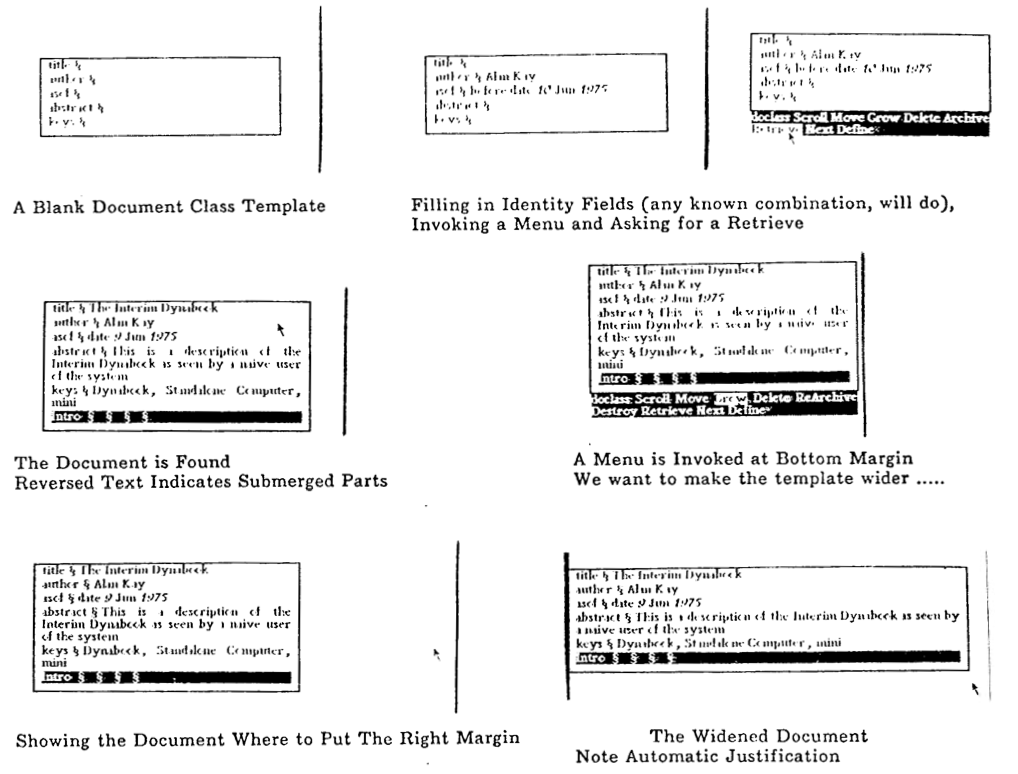 title §
author §
ascf §
abstract §
keys §
A Blank Document Class Template
title §
author § Alan Kay
ascf § before date 10 Jun 1975
abstract §
keys §
title §
author § Alan Kay
ascf § before date 10 Jun 1975
abstract §
keys §
doclass Scroll Move Grow Delete Archive
Retrieve Next Define
Filling in Identity Fields (any known combination, will do),
Invoking a Menu and Asking for a Retrieve
title § The Interim Dynabook
author § Alan Kay
ascf § date 9 Jun 1975
abstract § This is a description of the
Interim Dynabook as seen by a naive user
of the system
keys § Dynabook, Standalone Computer,
mini
intro § § § §
The Document is Found
Reversed Text Indicates Submerged Parts
title § The Interim Dynabook
author § Alan Kay
ascf § date 9 Jun 1975
abstract § This is a description of the
Interim Dynabook as seen by a naive user
of the system
keys § Dynabook, Standalone Computer,
mini
intro § § § §
doclass Scroll Move Grow Delete ReArchive
Destroy Retrieve Next Define
A Menu is Invoked at Bottom Margin
We want to make the template wider .....
title § The Interim Dynabook
author § Alan Kay
ascf § date 9 Jun 1975
abstract § This is a description of the
Interim Dynabook as seen by a naive user
of the system
keys § Dynabook, Standalone Computer,
mini
intro § § § §
Showing the Document Where to Put The Right Margin
title § The Interim Dynabook
author § Alan Kay
ascf § date 9 Jun 1975
abstract § This is a description of the Interim Dynabook as seen by
a naive user of the system
keys § Dynabook, Standalone Computer, mini
intro § § § §
The Widened Document
Note Automatic Justification